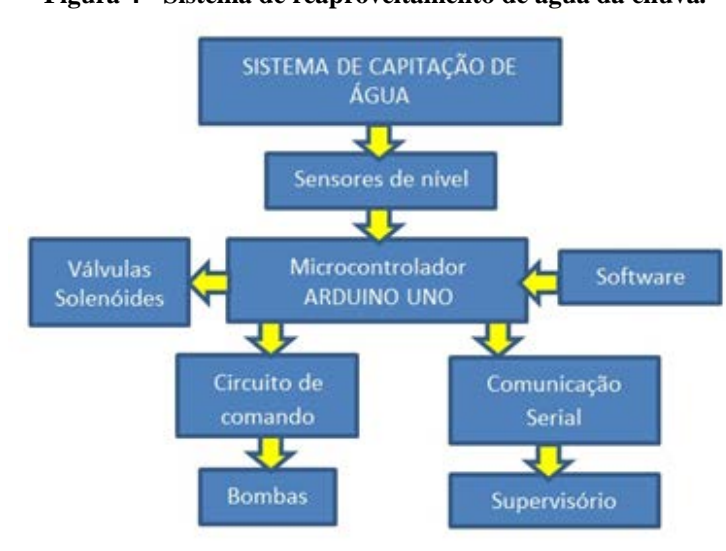 Figura 4 - Sistema de reaproveitamento de água da chuva.
SISTEMA DE CAPITAÇÃO DE
ÁGUA
Sensores de nível
Válvulas
Solenóides
Microcontrolador
ARDUINO UNO
Software
Circuito de
comando
Comunicação
Serial
Bombas
Supervisório